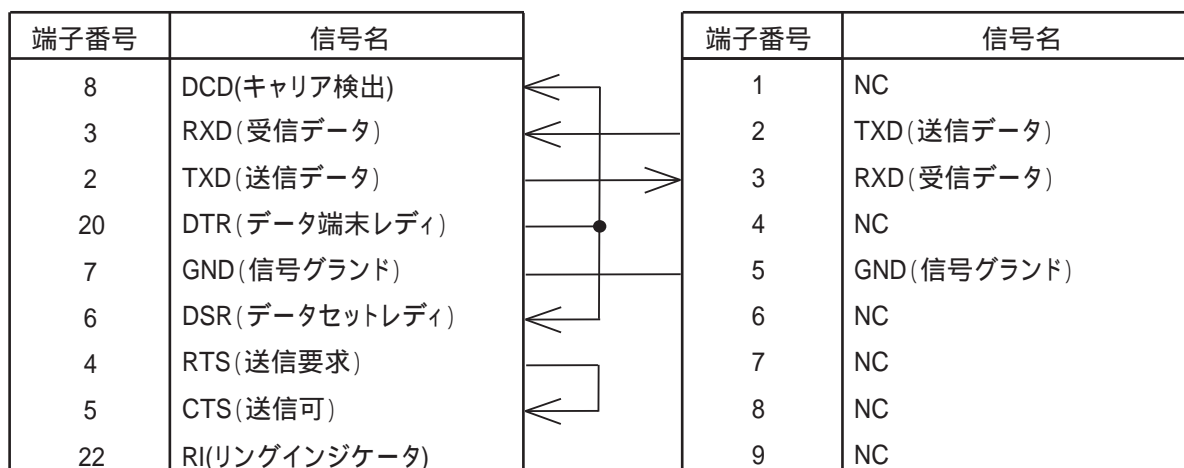 端子番号 信号名 端子番号 信号名
8 DCD(キャリア検出) 1 NC
3 RXD(受信データ) 2 TXD(送信データ)
2 TXD(送信データ) 3 RXD(受信データ)
20 DTR(データ端末レディ) 4 NC
7 GND(信号グランド) 5 GND(信号グランド)
6 DSR(データセットレディ) 6 NC
4 RTS(送信要求) 7 NC
5 CTS(送信可) 8 NC
22 RI(リングインジケータ) 9 NC